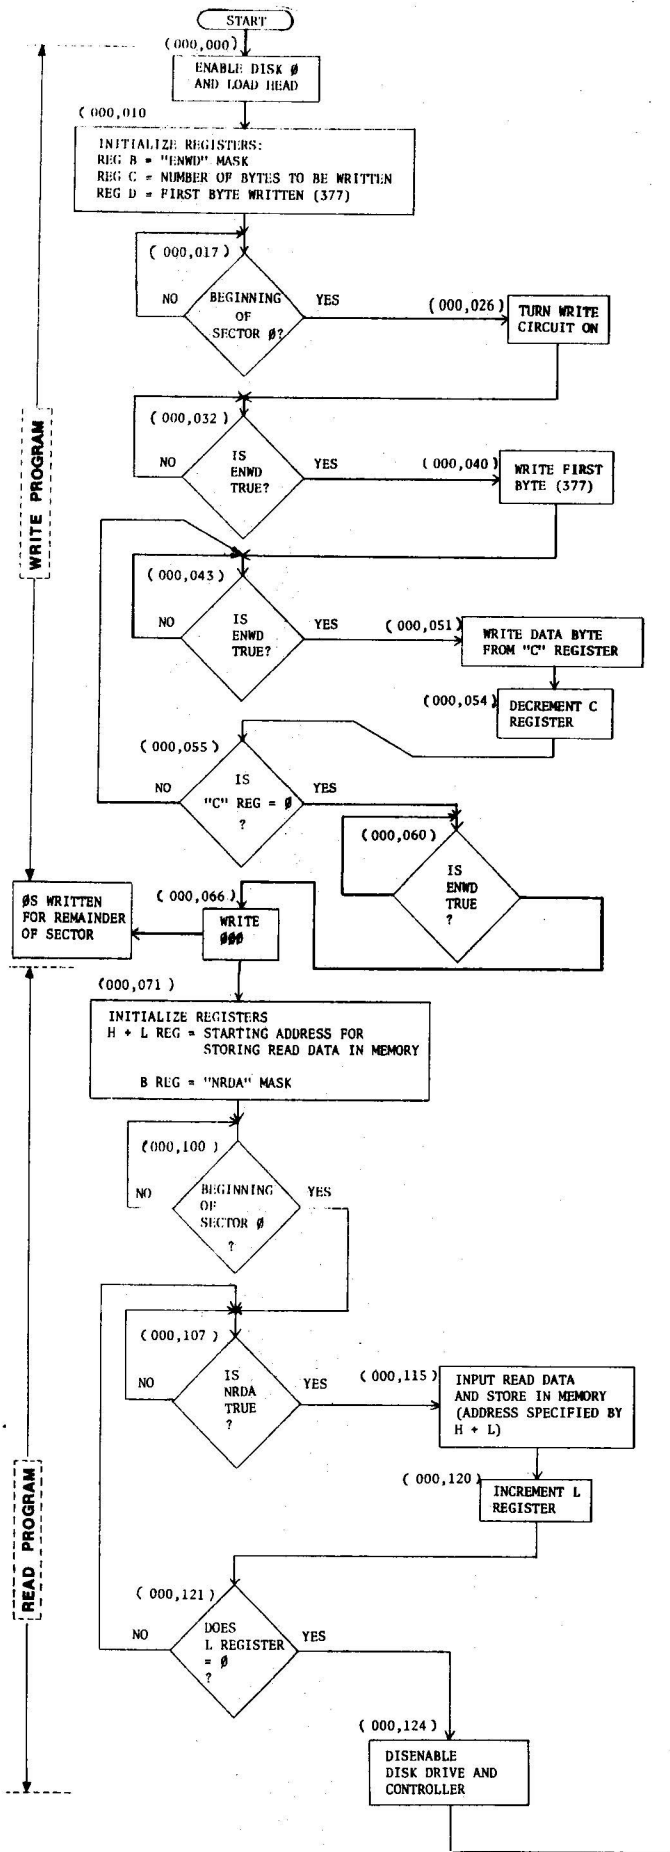 START
(000,000)
ENABLE DISK Ø
AND LOAD HEAD
(000,010
INITIALIZE REGISTERS:
REG B = "ENWD" MASK
REG C = NUMBER OF BYTES TO BE WRITTEN
REG D = FIRST BYTE WRITTEN (377)
(000,017)
BEGINNING
OF
SECTOR Ø?
NO
YES
(000,026)
TURN WRITE
CIRCUIT ON
(000,032)
IS
ENWD
TRUE?
NO
YES
(000,040)
WRITE FIRST
BYTE (377)
WRITE PROGRAM
(000,043)
IS
ENWD
TRUE?
NO
YES
(000,051)
WRITE DATA BYTE
FROM "C" REGISTER
(000,054)
DECREMENT C
REGISTER
(000,055)
IS
"C" REG = Ø
?
NO
YES
(000,060)
IS
ENWD
TRUE
?
(000,066)
WRITE
ØØØ
ØS WRITTEN
FOR REMAINDER
OF SECTOR
(000,071)
INITIALIZE REGISTERS
H + L REG = STARTING ADDRESS FOR
STORING READ DATA IN MEMORY
B REG = "NRDA" MASK
(000,100)
BEGINNING
OF
SECTOR Ø
?
NO
YES
(000,107)
IS
NRDA
TRUE
?
NO
YES
(000,115)
INPUT READ DATA
AND STORE IN MEMORY
(ADDRESS SPECIFIED BY
H + L)
(000,120)
INCREMENT L
REGISTER
READ PROGRAM
(000,121)
DOES
L REGISTER
= Ø
?
NO
YES
(000,124)
DISENABLE
DISK DRIVE AND
CONTROLLER